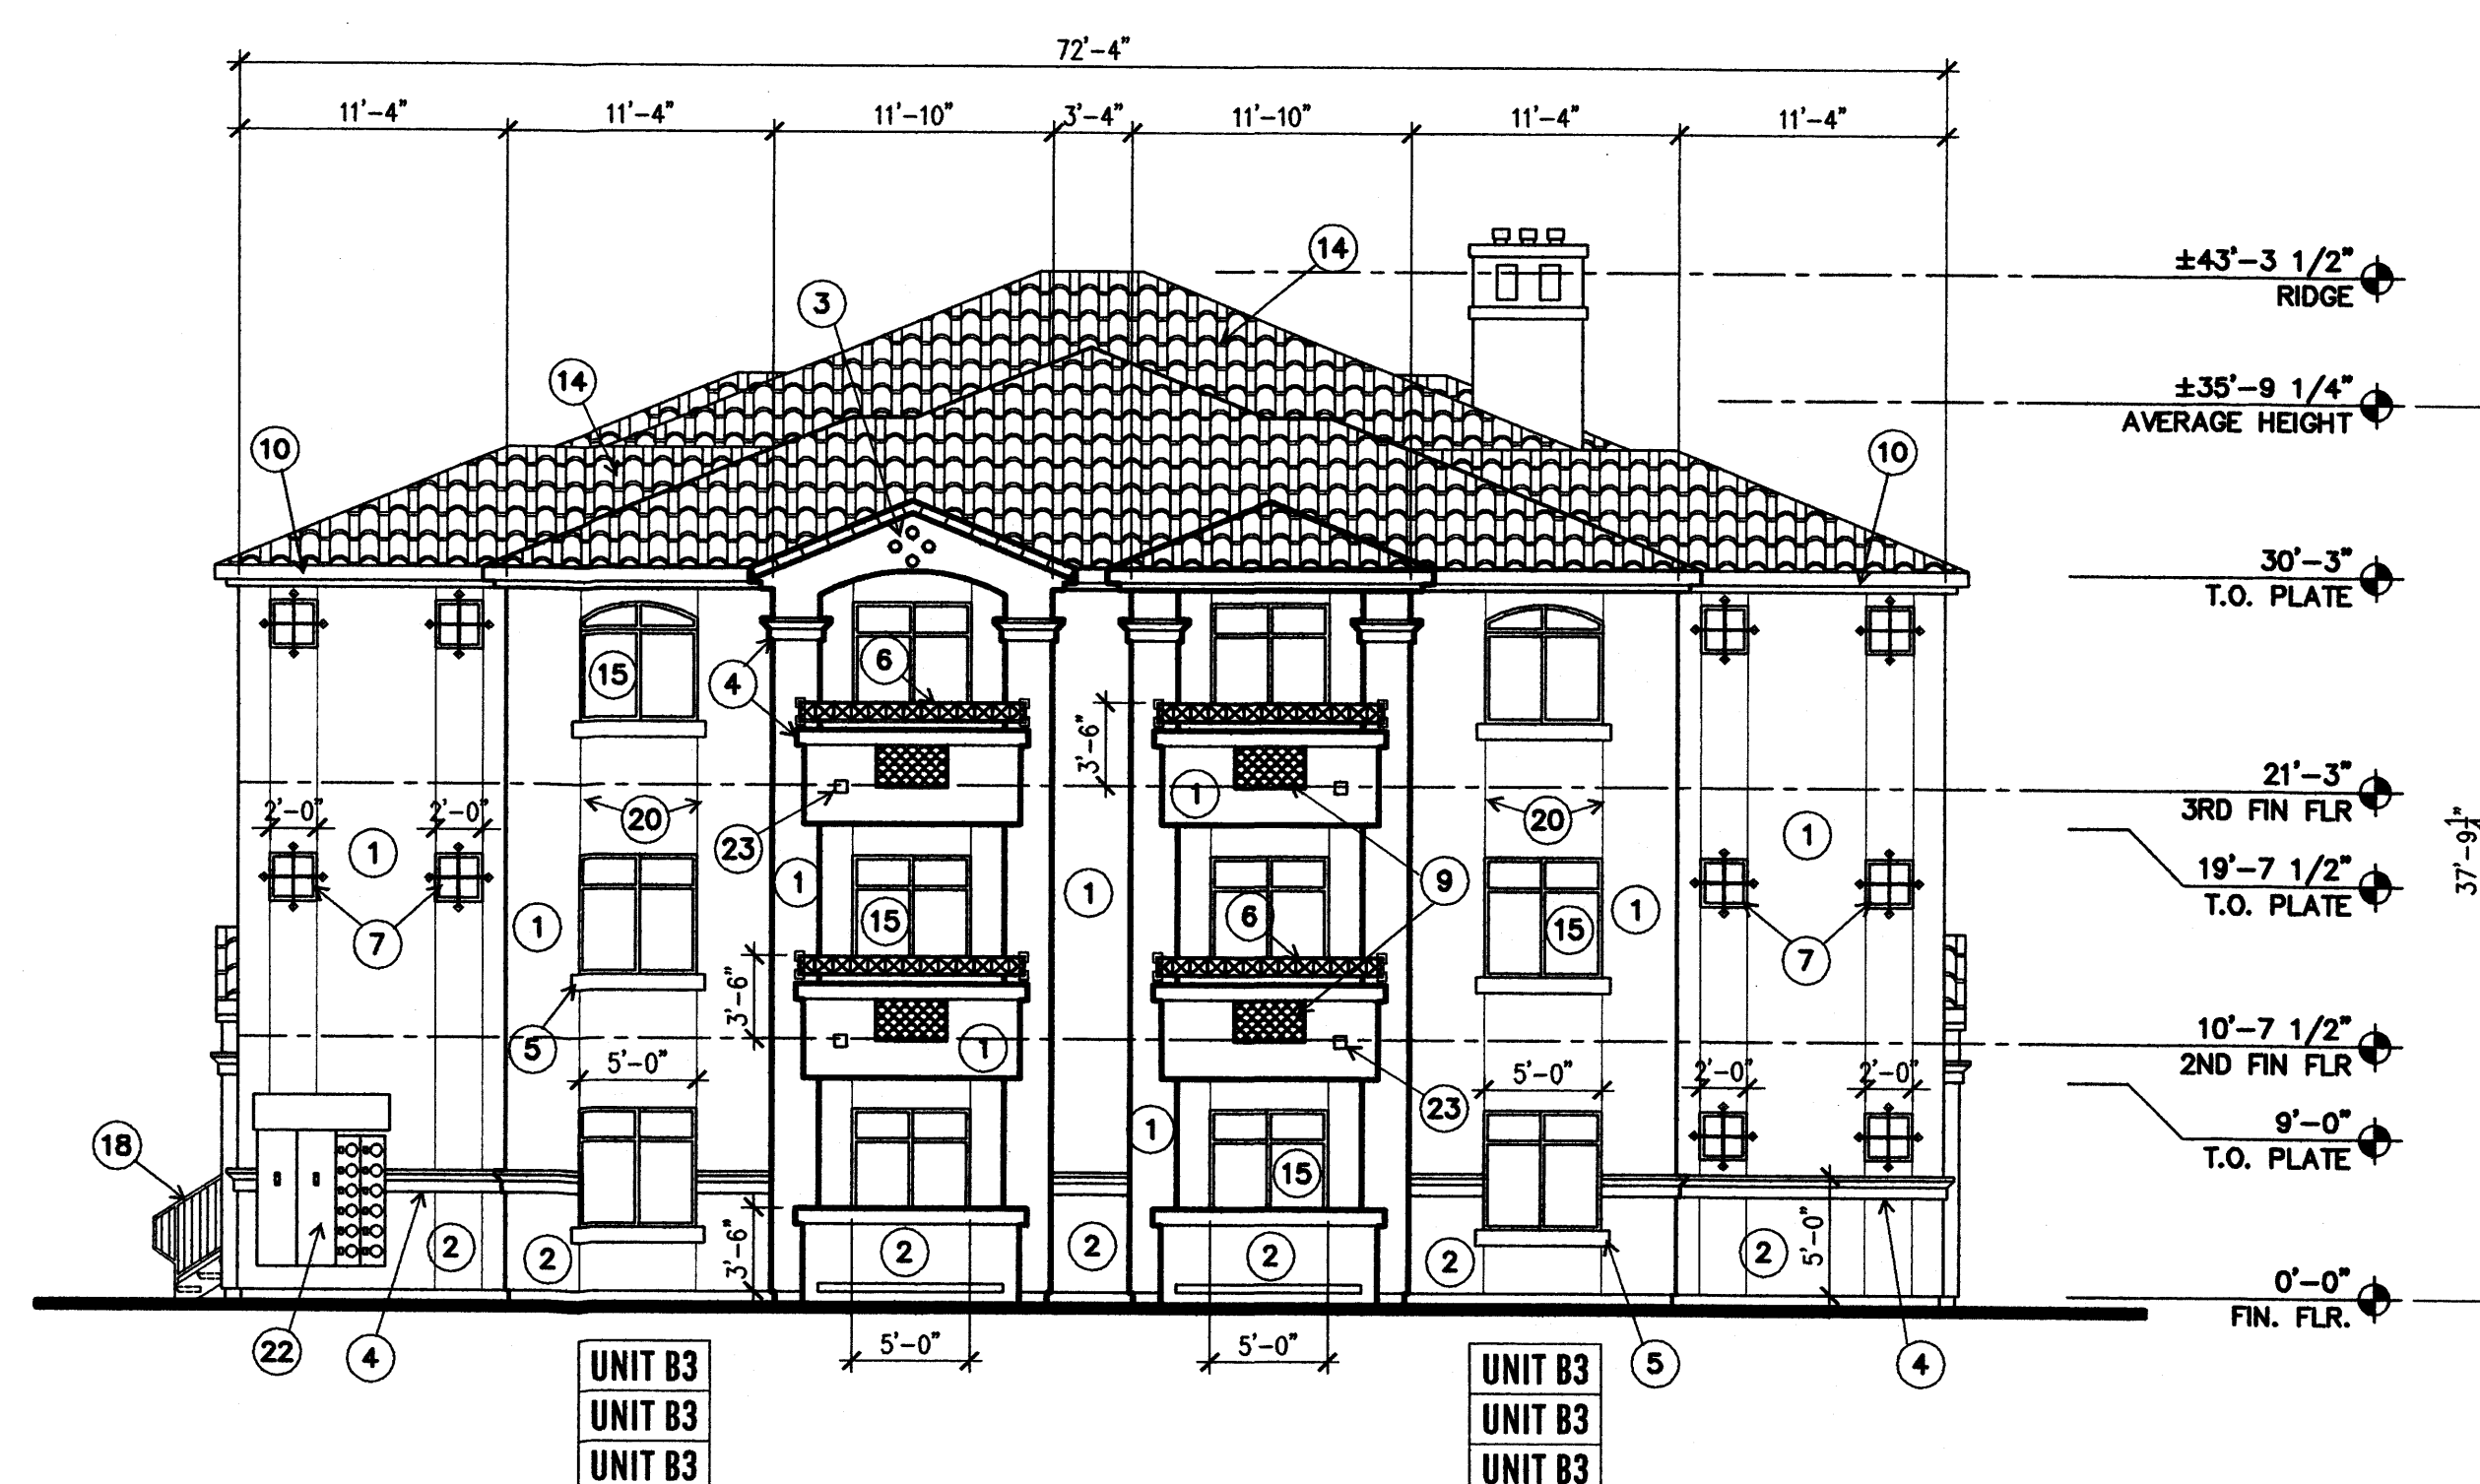 72'-4"
11'-4" 11'-4" 11'-10" 3'-4" 11'-10" 11'-4" 11'-4"
14
±43'-3 1/2"
RIDGE
3
14
±35'-9 1/4"
AVERAGE HEIGHT
10 10
30'-3"
T.O. PLATE
15 6
4
3'-6"
21'-3"
3RD FIN FLR
1
2'-0" 2'-0" 20 20
23 1 1
19'-7 1/2"
T.O. PLATE
37'-9 1/2"
1 1 9
15 6 15 1
1 7 7
3'-6"
10'-7 1/2"
2ND FIN FLR
5 1
5'-0" 5'-0" 2'-0" 2'-0"
23
18 1
9'-0"
T.O. PLATE
15
3'-6" 5'-0"
2 2 2 2 2 2 2
0'-0"
FIN. FLR.
22 4 5'-0" 5'-0" 5 4
UNIT B3 UNIT B3
UNIT B3 UNIT B3
UNIT B3 UNIT B3